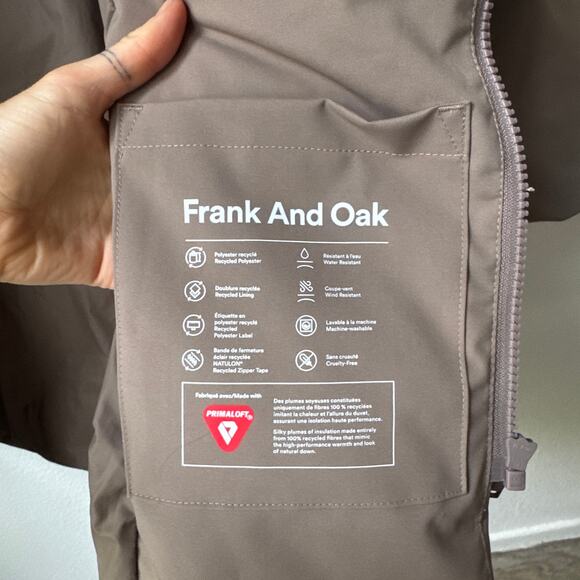 Frank And Oak
Polyester recyclé
Recycled Polyester
Résistant à l'eau
Water Resistant
Doublure recyclée
Recycled Lining
Coupe-vent
Wind Resistant
Étiquette en
polyester recyclé
Recycled
Polyester Label
Lavable à la machine
Machine-washable
Bande de fermeture
éclair recyclée
NATULON®
Recycled Zipper Tape
Sans cruauté
Cruelty-Free
Fabriqué avec/Made with
PRIMALOFT®
Des plumes soyeuses constituées
uniquement de fibres 100 % recyclées
imitant la chaleur et l'allure du duvet,
assurant une isolation haute performance.
Silky plumes of insulation made entirely
from 100% recycled fibres that mimic
the high-performance warmth and look
of natural down.